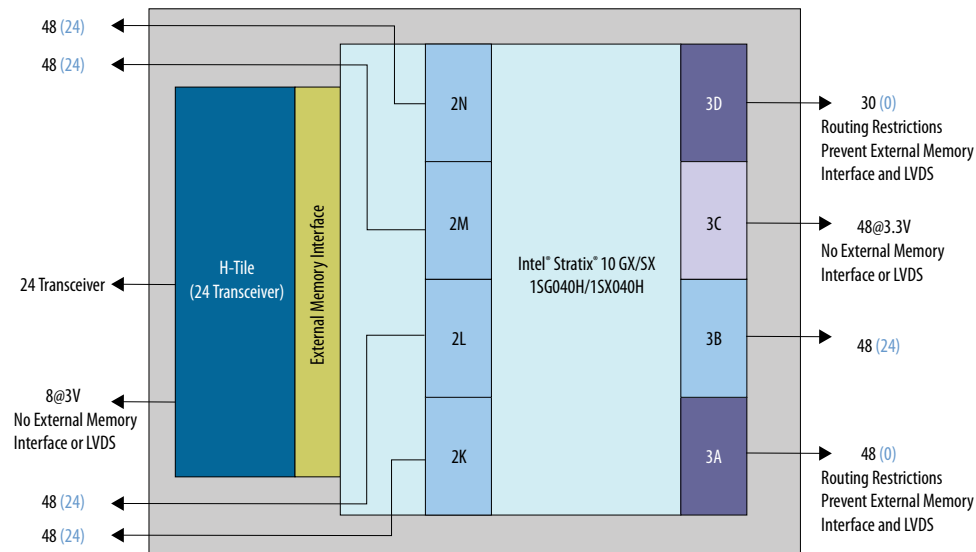 48 (24)
48 (24)
24 Transceiver
8@3V
No External Memory
Interface or LVDS
48 (24)
48 (24)
H-Tile
(24 Transceiver)
External Memory Interface
2N
2M
2L
2K
Intel® Stratix® 10 GX/SX
1SG040H/1SX040H
3D
3C
3B
3A
30 (0)
Routing Restrictions
Prevent External Memory
Interface and LVDS
48@3.3V
No External Memory
Interface or LVDS
48 (24)
48 (0)
Routing Restrictions
Prevent External Memory
Interface and LVDS